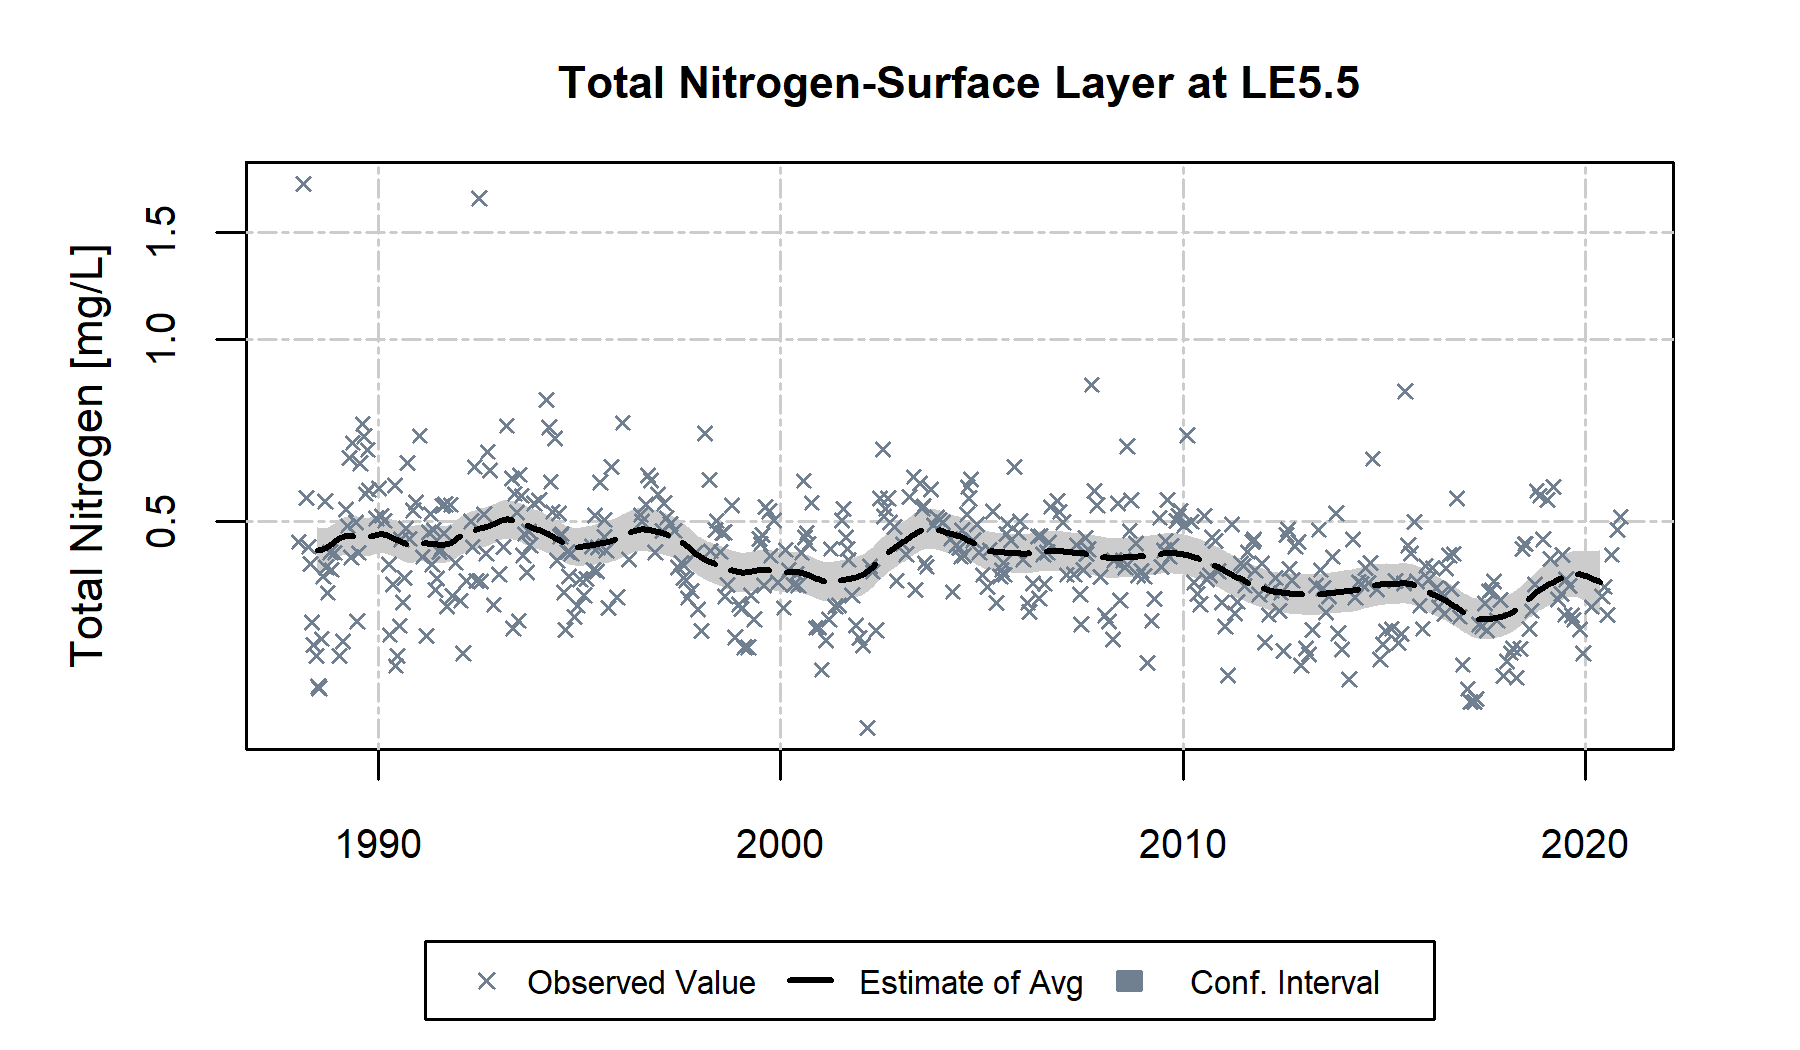 Total Nitrogen-Surface Layer at LE5.5
Total Nitrogen [mg/L]
1.5
1.0
0.5
1990 2000 2010 2020
Observed Value Estimate of Avg Conf. Interval